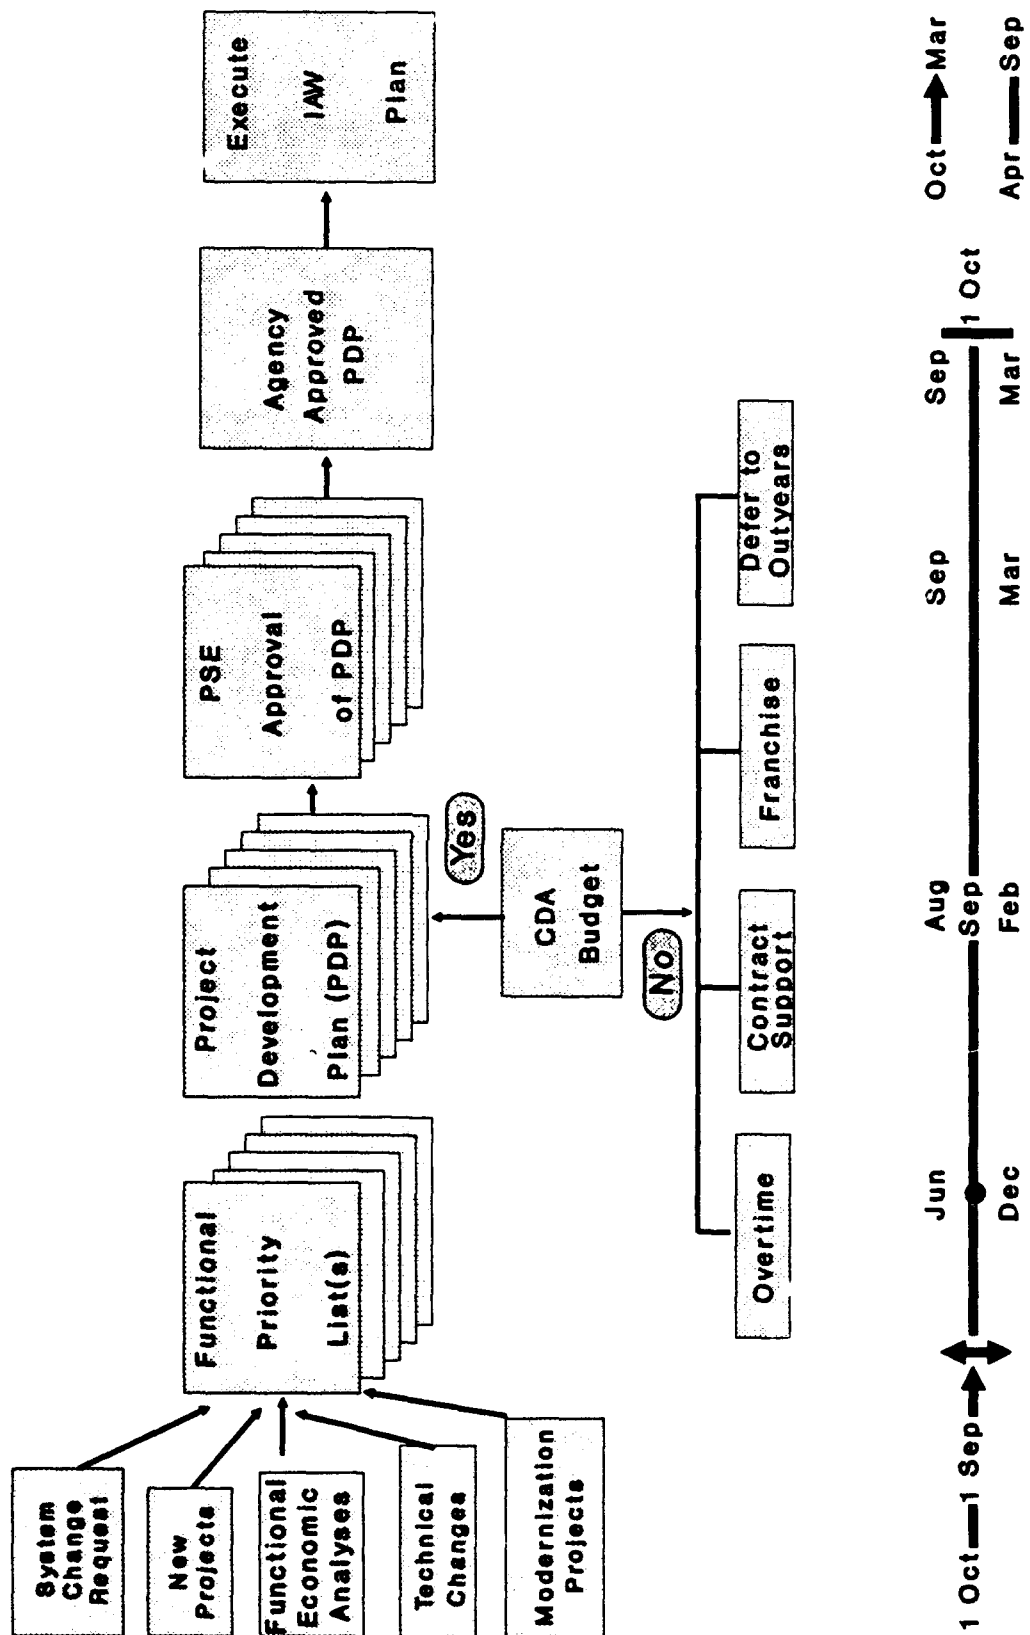 System
Change
Request
New
Projects
Functional
Economic
Analyses
Technical
Changes
Modernization
Projects
Functional
Priority
List(s)
Project
Development
Plan (PDP)
PSE
Approval
of PDP
Agency
Approved
PDP
Execute
IAW
Plan
Yes
CDA
Budget
No
Overtime
Contract
Support
Franchise
Defer to
Outyears
Jun
Aug
Sep
Sep
Oct
Mar
1 Oct
1 Sep
Sep
1 Oct
Dec
Feb
Mar
Mar
Apr
Sep